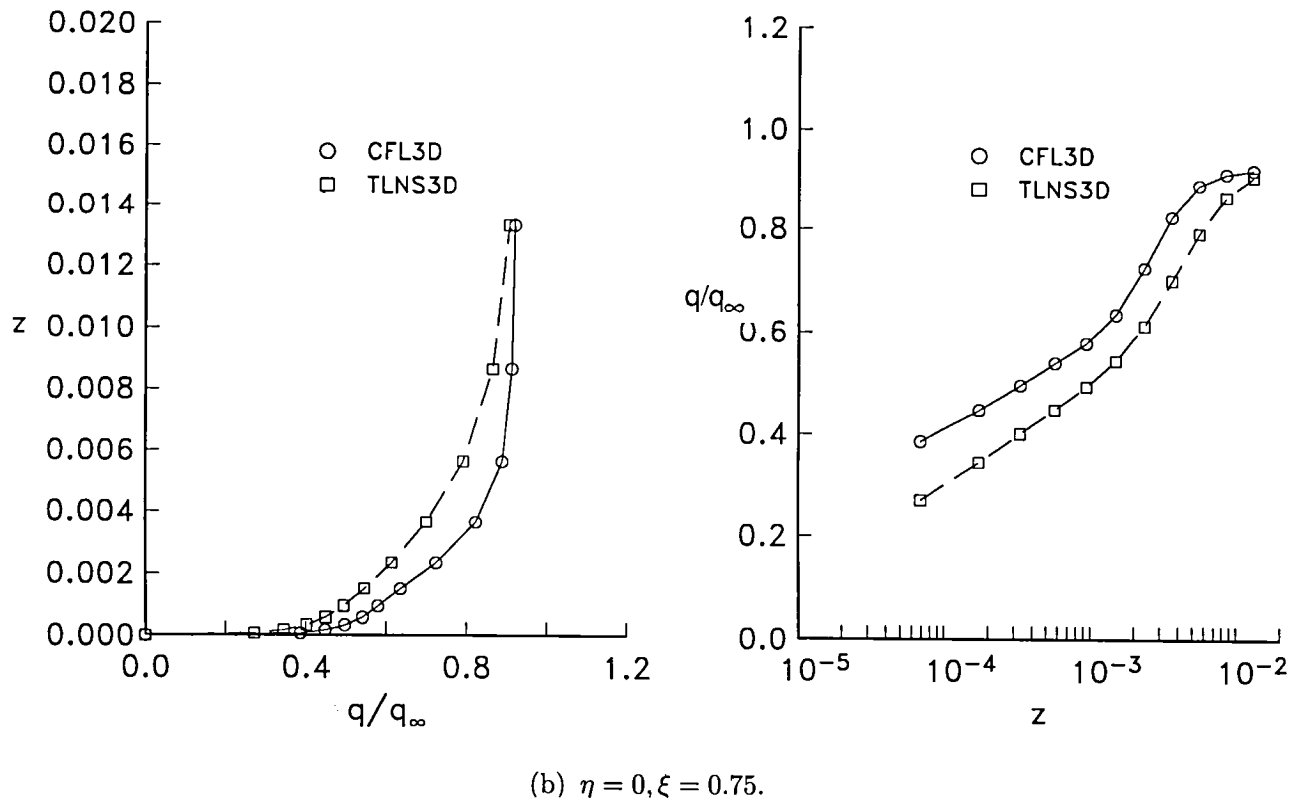 0.020
0.018
0.016
0.014
0.012
z 0.010
0.008
0.006
0.004
0.002
0.000
0.0 0.4 0.8 1.2
q/q∞
CFL3D
TLNS3D
1.2
1.0
0.8
q/q∞
0.6
0.4
0.2
0.0
10⁻⁵ 10⁻⁴ 10⁻³ 10⁻²
z
CFL3D
TLNS3D
(b) η = 0, ξ = 0.75.